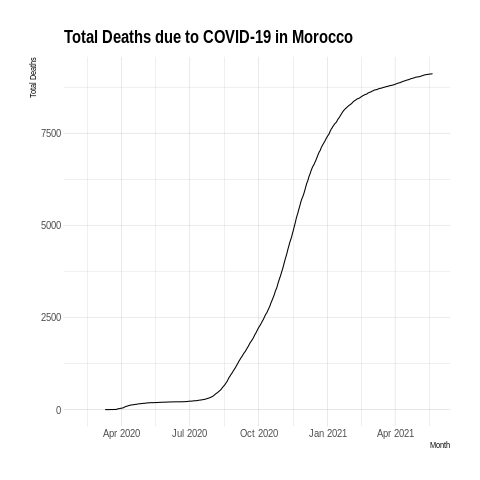 Total Deaths due to COVID-19 in Morocco
Total Deaths
7500
5000
2500
0
Apr 2020
Jul 2020
Oct 2020
Jan 2021
Apr 2021
Month